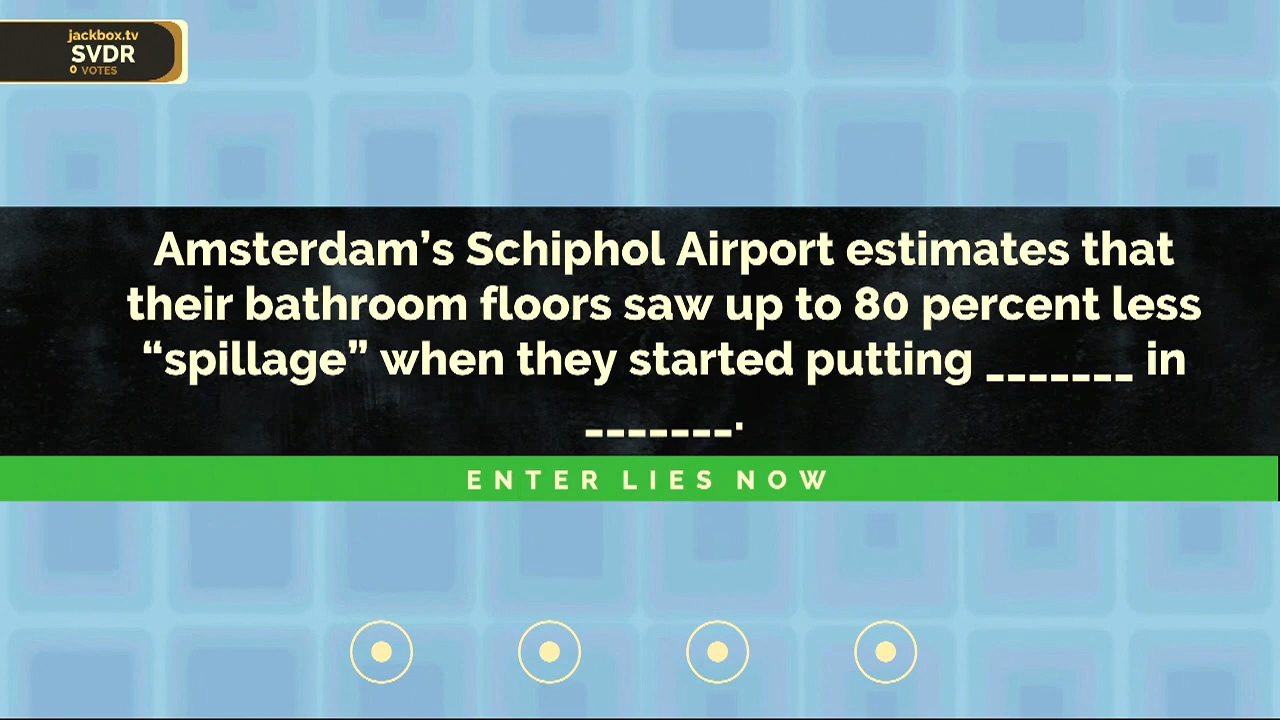 jackbox.tv
SVDR
0 VOTES
Amsterdam’s Schiphol Airport estimates that
their bathroom floors saw up to 80 percent less
“spillage” when they started putting _______ in
_______.
ENTER LIES NOW